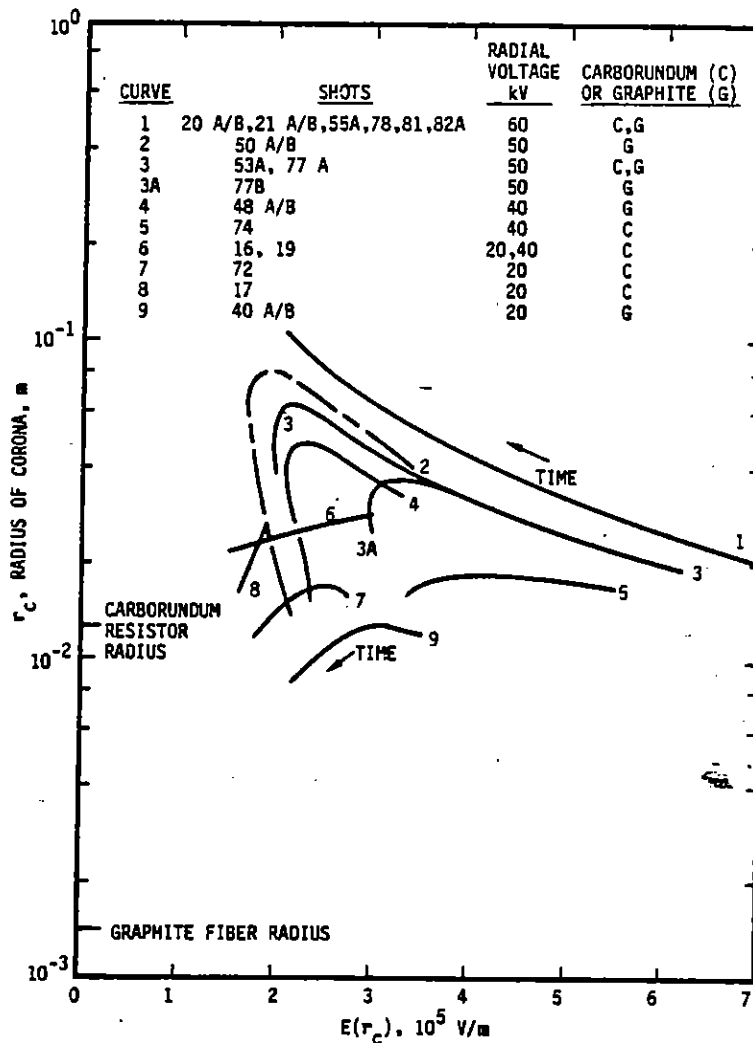 10^0
RADIAL
VOLTAGE CARBORUNDUM (C)
CURVE SHOTS kV OR GRAPHITE (G)
1 20 A/B,21 A/B,55A,78,81,82A 60 C,G
2 50 A/B 50 G
3 53A, 77 A 50 C,G
3A 77B 50 G
4 48 A/B 40 G
5 74 40 C
6 16, 19 20,40 C
7 72 20 C
8 17 20 C
9 40 A/B 20 G
10^-1
r_c, RADIUS OF CORONA, m
3
TIME
2
4
6
3A
1
3
8
7
5
CARBORUNDUM
RESISTOR
RADIUS
9
TIME
10^-2
GRAPHITE FIBER RADIUS
10^-3
0 1 2 3 4 5 6 7
E(r_c), 10^5 V/m